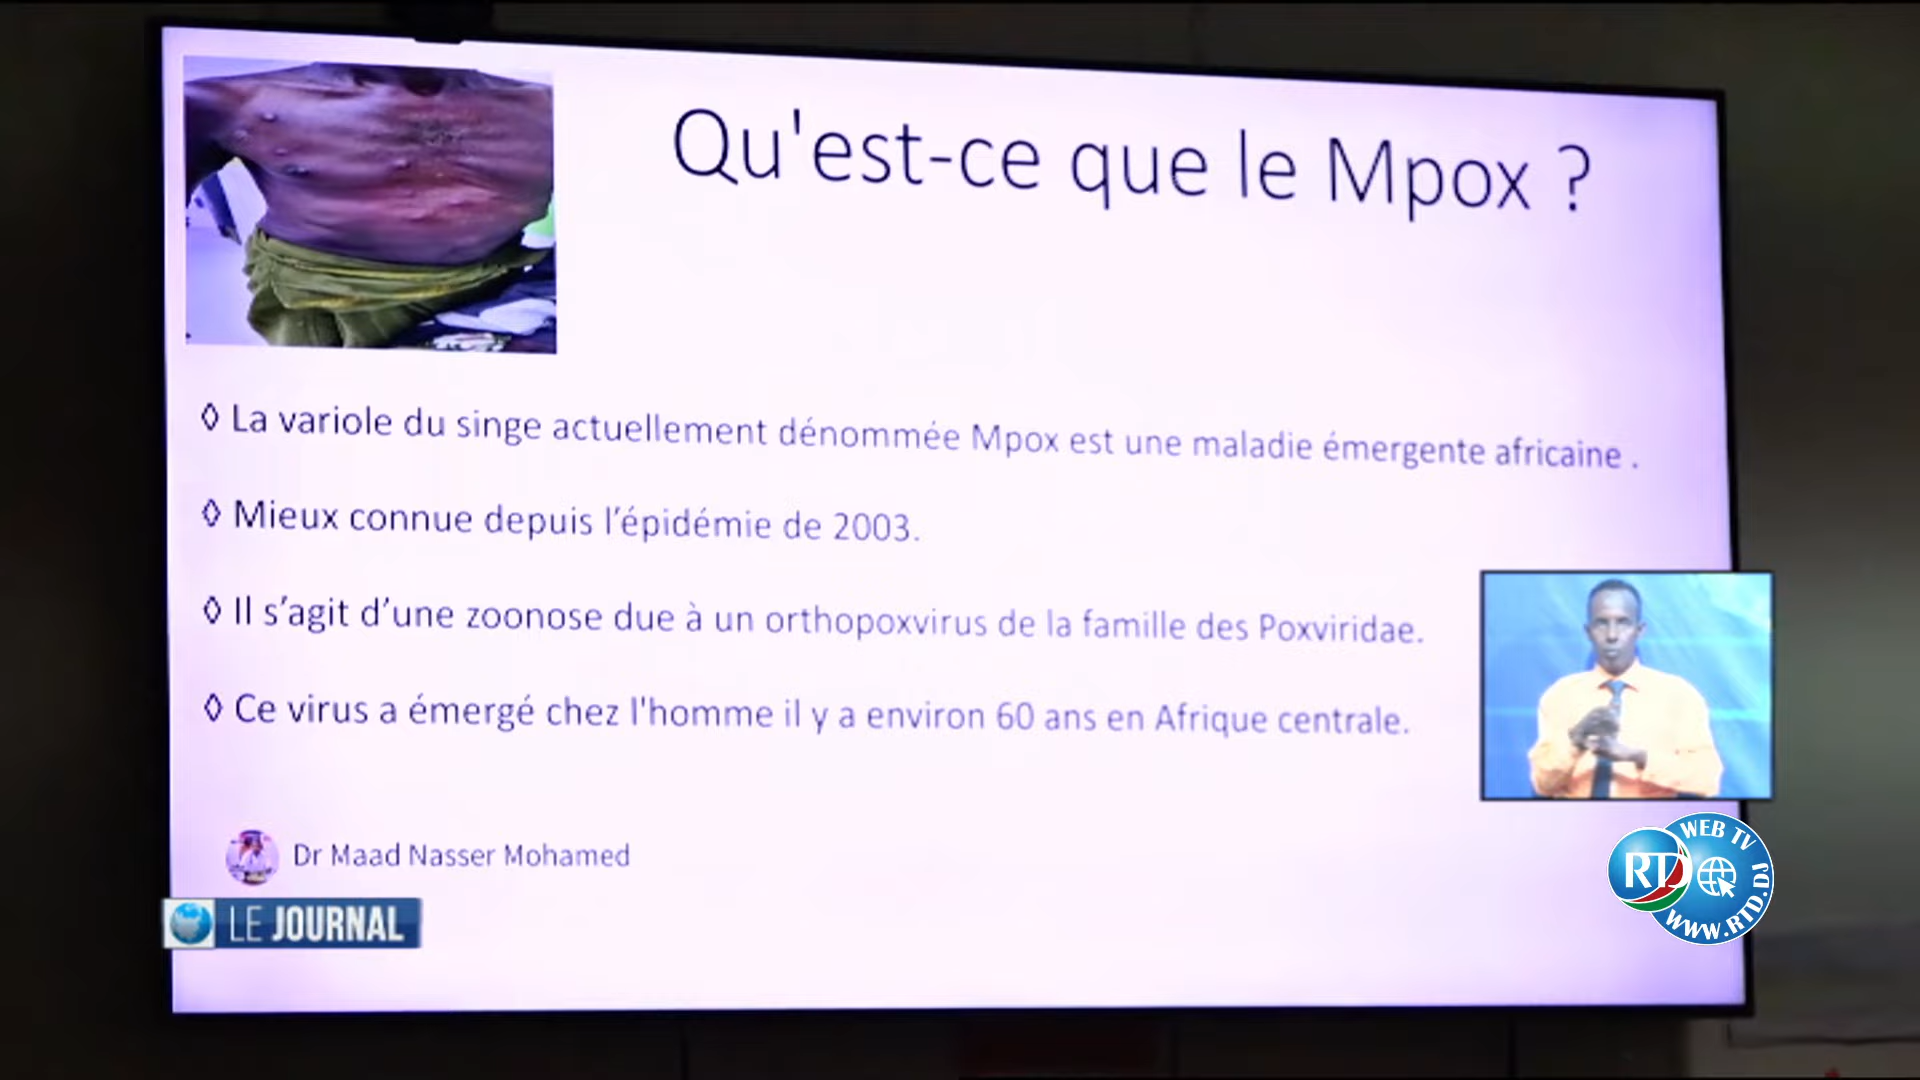 Qu'est-ce que le Mpox ?
◊ La variole du singe actuellement dénommée Mpox est une maladie émergente africaine .
◊ Mieux connue depuis l’épidémie de 2003.
◊ Il s’agit d’une zoonose due à un orthopoxvirus de la famille des Poxviridae.
◊ Ce virus a émergé chez l'homme il y a environ 60 ans en Afrique centrale.
Dr Maad Nasser Mohamed
LE JOURNAL
WEB TV
RTD
WWW.RTD.DJ